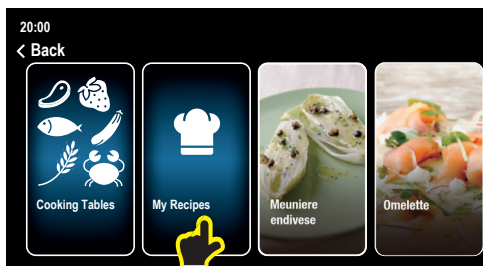 20:00
< Back
Cooking Tables
My Recipes
Meuniere
endivese
Omelette